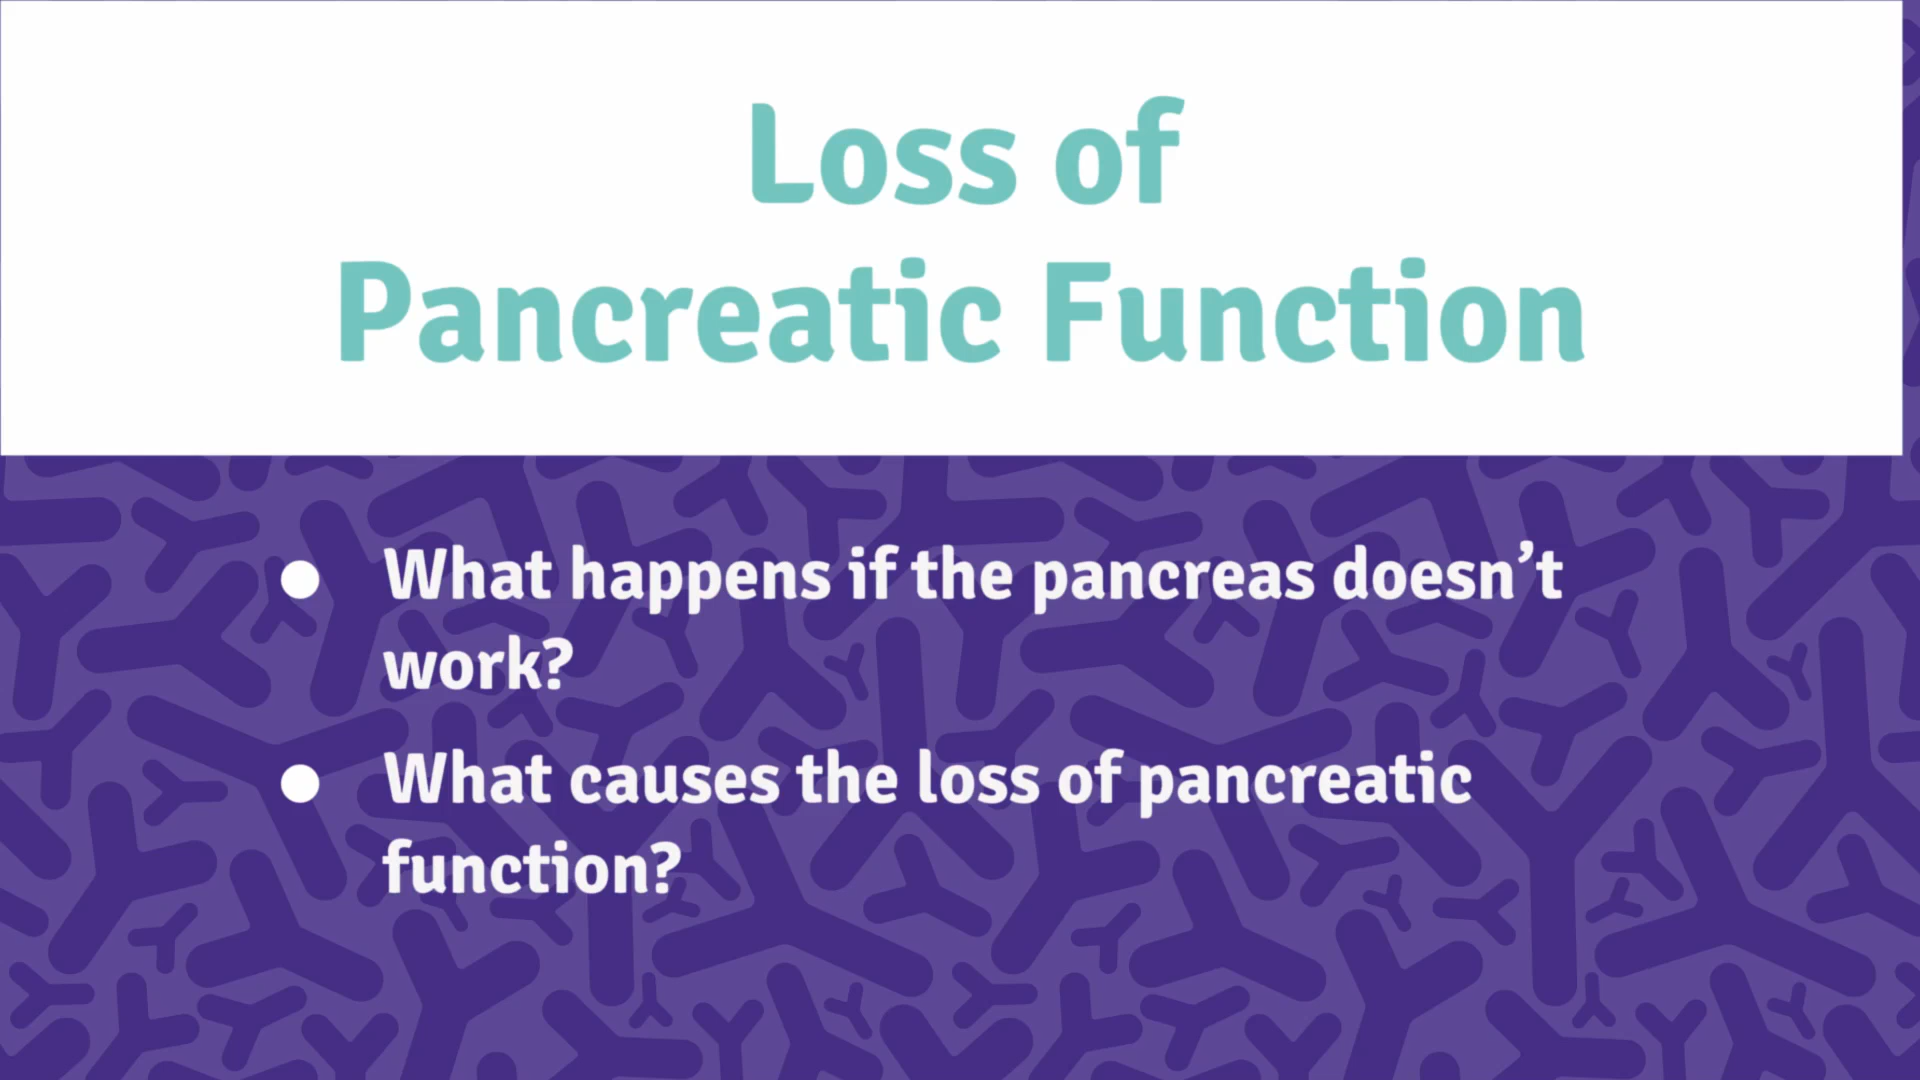 Loss of
Pancreatic Function
● What happens if the pancreas doesn’t
work?
● What causes the loss of pancreatic
function?